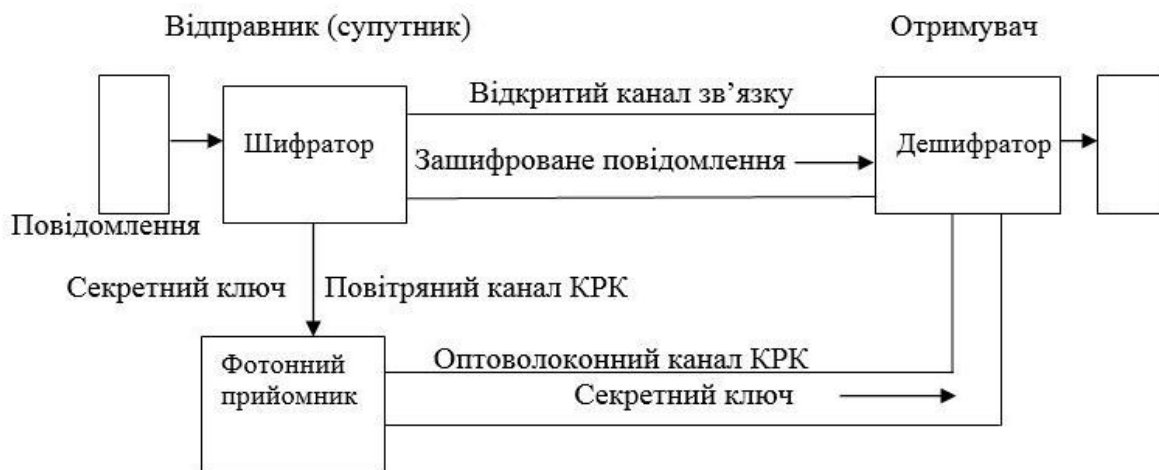 Відправник (супутник)
Отримувач
Відкритий канал зв’язку
Шифратор
Дешифратор
Зашифроване повідомлення
Повідомлення
Секретний ключ
Повітряний канал КРК
Фотонний
прийомник
Оптоволоконний канал КРК
Секретний ключ